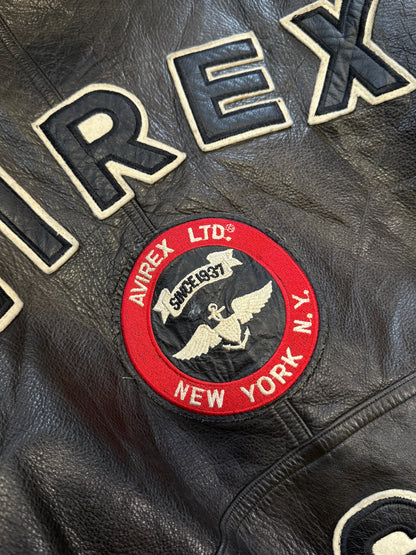 IREX
AVIREX LTD.®
SINCE 1937
NEW YORK N.Y.